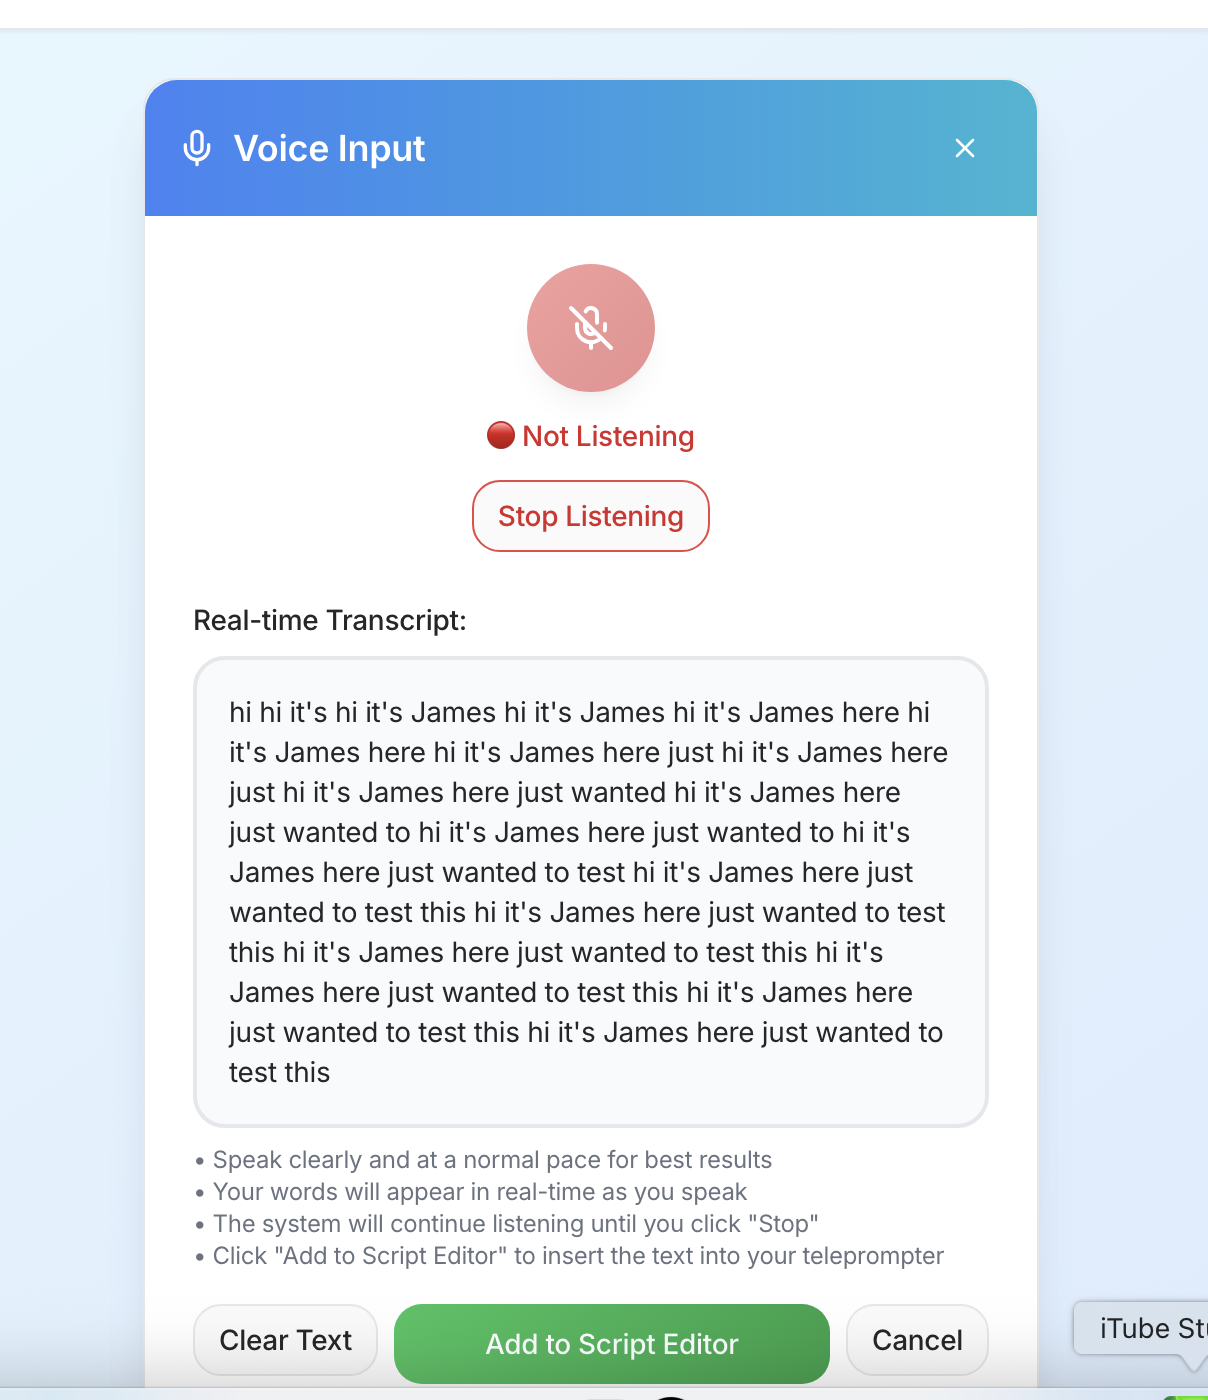 Voice Input
Not Listening
Stop Listening
Real-time Transcript:
hi hi it's hi it's James hi it's James hi it's James here hi
it's James here hi it's James here just hi it's James here
just hi it's James here just wanted hi it's James here
just wanted to hi it's James here just wanted to hi it's
James here just wanted to test hi it's James here just
wanted to test this hi it's James here just wanted to test
this hi it's James here just wanted to test this hi it's
James here just wanted to test this hi it's James here
just wanted to test this hi it's James here just wanted to
test this
• Speak clearly and at a normal pace for best results
• Your words will appear in real-time as you speak
• The system will continue listening until you click "Stop"
• Click "Add to Script Editor" to insert the text into your teleprompter
Clear Text
Add to Script Editor
Cancel
iTube